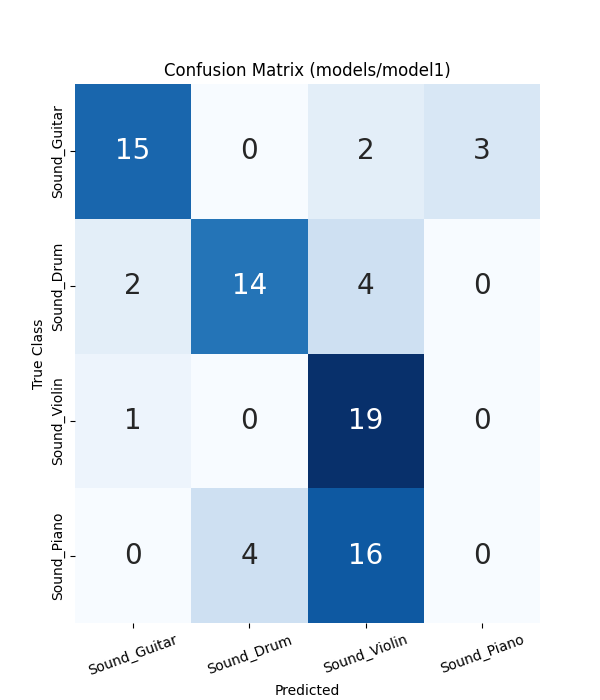 Confusion Matrix (models/model1)
True Class
Sound_Guitar
15 0 2 3
Sound_Drum
2 14 4 0
Sound_Violin
1 0 19 0
Sound_Piano
0 4 16 0
Sound_Guitar Sound_Drum Sound_Violin Sound_Piano
Predicted